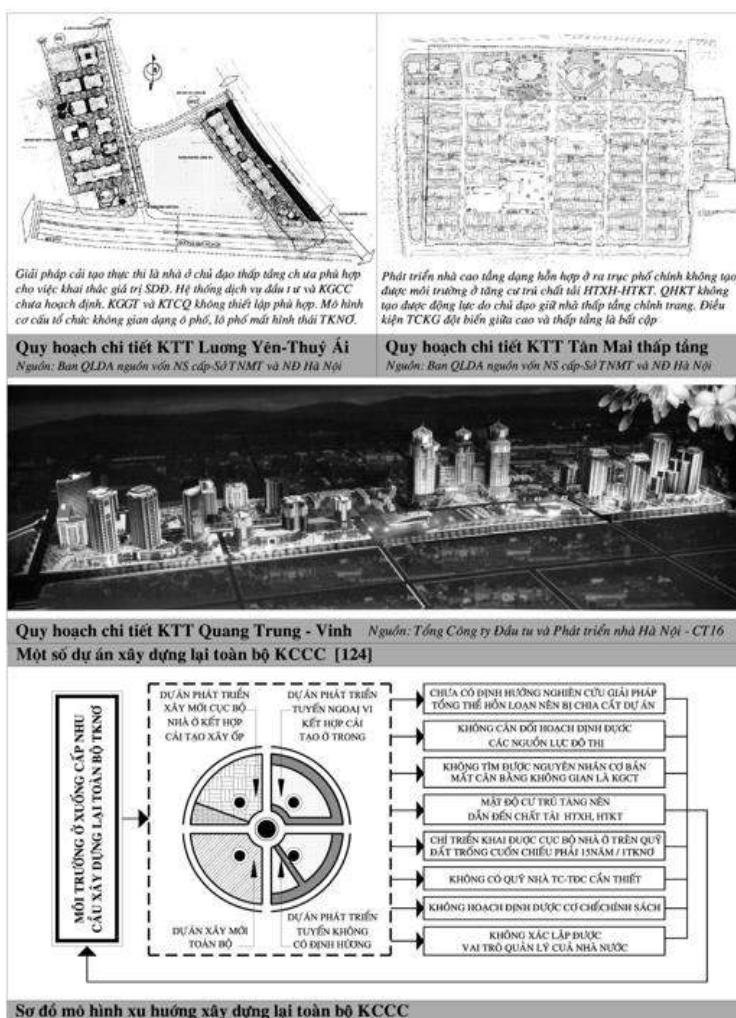 Giải pháp cải tạo thực thi là nhà ở chủ đạo thấp tầng chưa phù hợp
cho việc khai thác giá trị SDĐ. Hệ thống dịch vụ đầu tư và KGCC
chưa hoạch định. KGGT và KTCQ không thiết lập phù hợp. Mô hình
cơ cấu tổ chức không gian ở phố, lô phố mất hình thái TKNƠ.
Quy hoạch chi tiết KTT Lương Yên-Thuý Ái
Nguồn: Ban QLDA nguồn vốn NS cấp-Sở TNMT và NĐ Hà Nội
Phát triển nhà cao tầng dạng hỗn hợp ở ra trục phố chính không tạo
được môi trường ở tăng cư trú chất tải HTXH-HTKT. QHKT không
tạo được động lực do chủ đạo giữ nhà thấp tầng chỉnh trang. Điều
kiện TCKG đột biến giữa cao và thấp tầng là bất cập
Quy hoạch chi tiết KTT Tân Mai thấp tầng
Nguồn: Ban QLDA nguồn vốn NS cấp-Sở TNMT và NĐ Hà Nội
Quy hoạch chi tiết KTT Quang Trung - Vinh Nguồn: Tổng Công ty Đầu tu và Phát triển nhà Hà Nội - CT16
Một số dự án xây dựng lại toàn bộ KCCC [124]
MÔI TRƯỜNG Ở XUỐNG CẤP NHU
CẦU XÂY DỰNG LẠI TOÀN BỘ TKNƠ
DỰ ÁN PHÁT TRIỂN
XÂY MỚI CỤC BỘ
NHÀ Ở KẾT HỢP
CẢI TẠO XÂY ỐP
DỰ ÁN PHÁT TRIỂN
TUYẾN NGOẠI VI
KẾT HỢP CẢI
TẠO Ở TRONG
DỰ ÁN XÂY MỚI
TOÀN BỘ
DỰ ÁN PHÁT TRIỂN
TUYẾN KHÔNG
CÓ ĐỊNH HƯỚNG
CHƯA CÓ ĐỊNH HƯỚNG NGHIÊN CỨU GIẢI PHÁP
TỔNG THỂ HỖN LOẠN NÊN BỊ CHIA CẮT DỰ ÁN
KHÔNG CÂN ĐỐI HOẠCH ĐỊNH ĐƯỢC
CÁC NGUỒN LỰC ĐÔ THỊ
KHÔNG TÌM ĐƯỢC NGUYÊN NHÂN CƠ BẢN
MẤT CÂN BẰNG KHÔNG GIAN LÀ KGCT
MẬT ĐỘ CƯ TRÚ TĂNG NÊN
DẪN ĐẾN CHẤT TẢI HTXH, HTKT
CHỈ TRIỂN KHAI ĐƯỢC CỤC BỘ NHÀ Ở TRÊN QUỸ
ĐẤT TRỐNG CUỐN CHIẾU PHẢI 15NĂM / 1TKNƠ
KHÔNG CÓ QUỸ NHÀ TC-TĐC CẦN THIẾT
KHÔNG HOẠCH ĐỊNH ĐƯỢC CƠ CHẾ CHÍNH SÁCH
KHÔNG XÁC LẬP ĐƯỢC
VAI TRÒ QUẢN LÝ CUẢ NHÀ NƯỚC
Sơ đồ mô hình xu hướng xây dựng lại toàn bộ KCCC